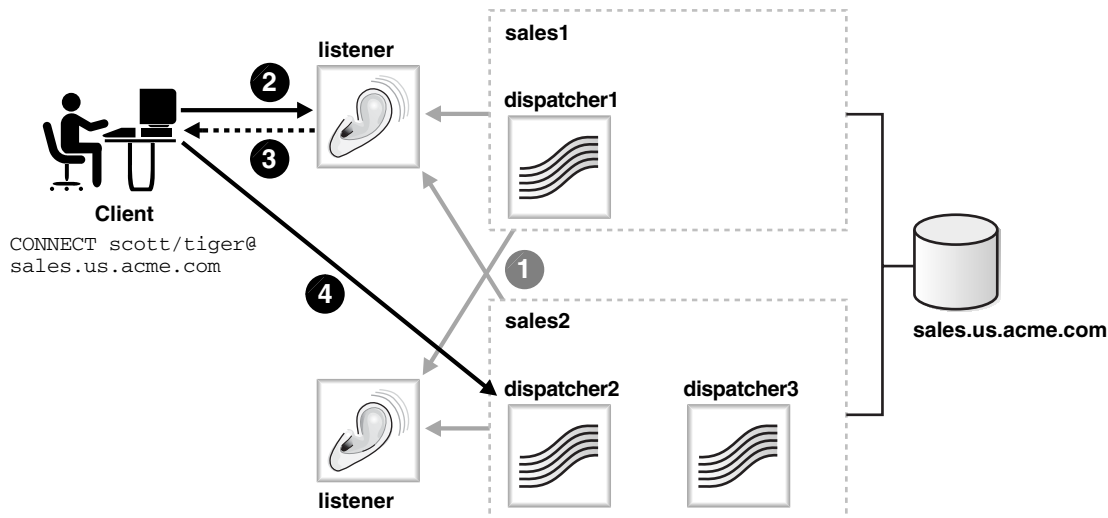 sales1
listener
dispatcher1
2
3
Client
CONNECT scott/tiger@
sales.us.acme.com
1
4
sales2
sales.us.acme.com
dispatcher2
dispatcher3
listener